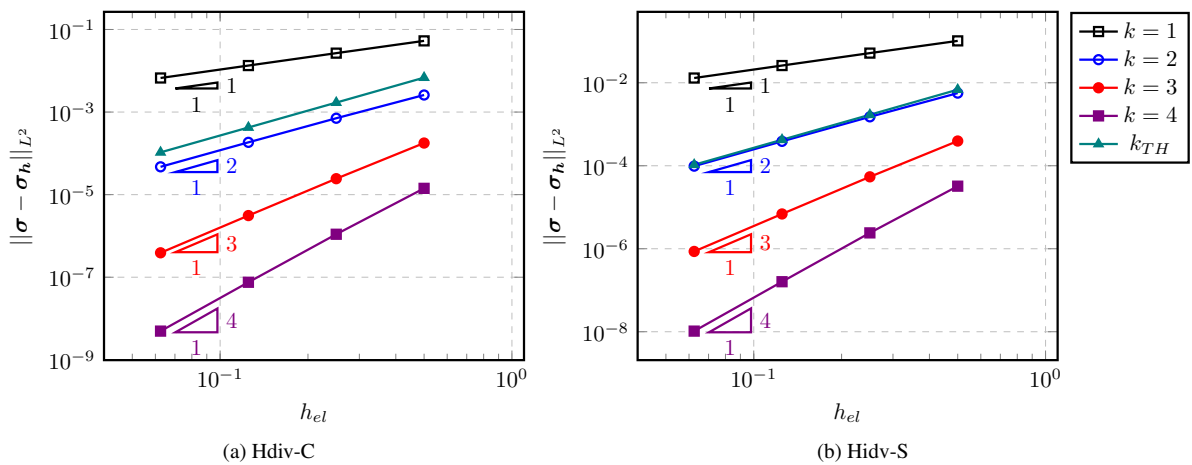 10^{-1}
10^{-3}
10^{-5}
10^{-7}
10^{-9}
||σ − σ_h||_{L^2}
1
1
2
1
3
1
4
1
10^{-1}
10^0
h_{el}
(a) Hdiv-C
10^{-2}
10^{-4}
10^{-6}
10^{-8}
||σ − σ_h||_{L^2}
1
1
2
1
3
1
4
1
10^{-1}
10^0
h_{el}
(b) Hidv-S
k = 1
k = 2
k = 3
k = 4
k_{TH}